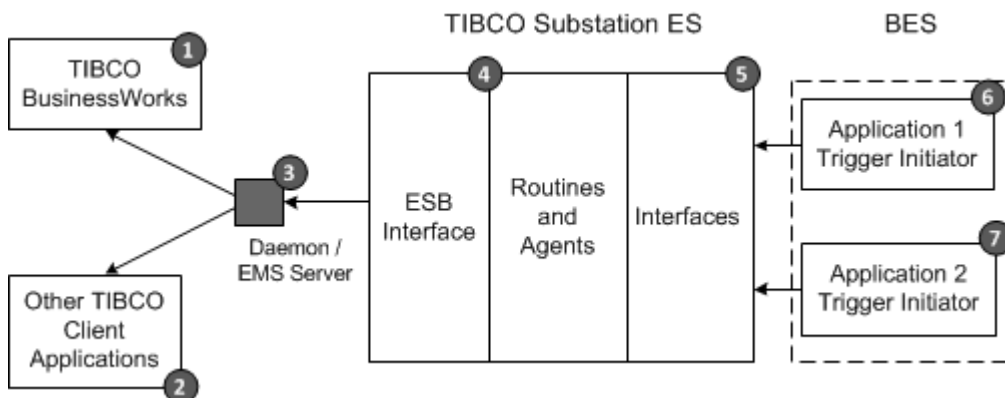 TIBCO Substation ES
BES
1
TIBCO
BusinessWorks
2
Other TIBCO
Client
Applications
3
Daemon /
EMS Server
4
ESB
Interface
Routines
and
Agents
5
Interfaces
6
Application 1
Trigger Initiator
7
Application 2
Trigger Initiator